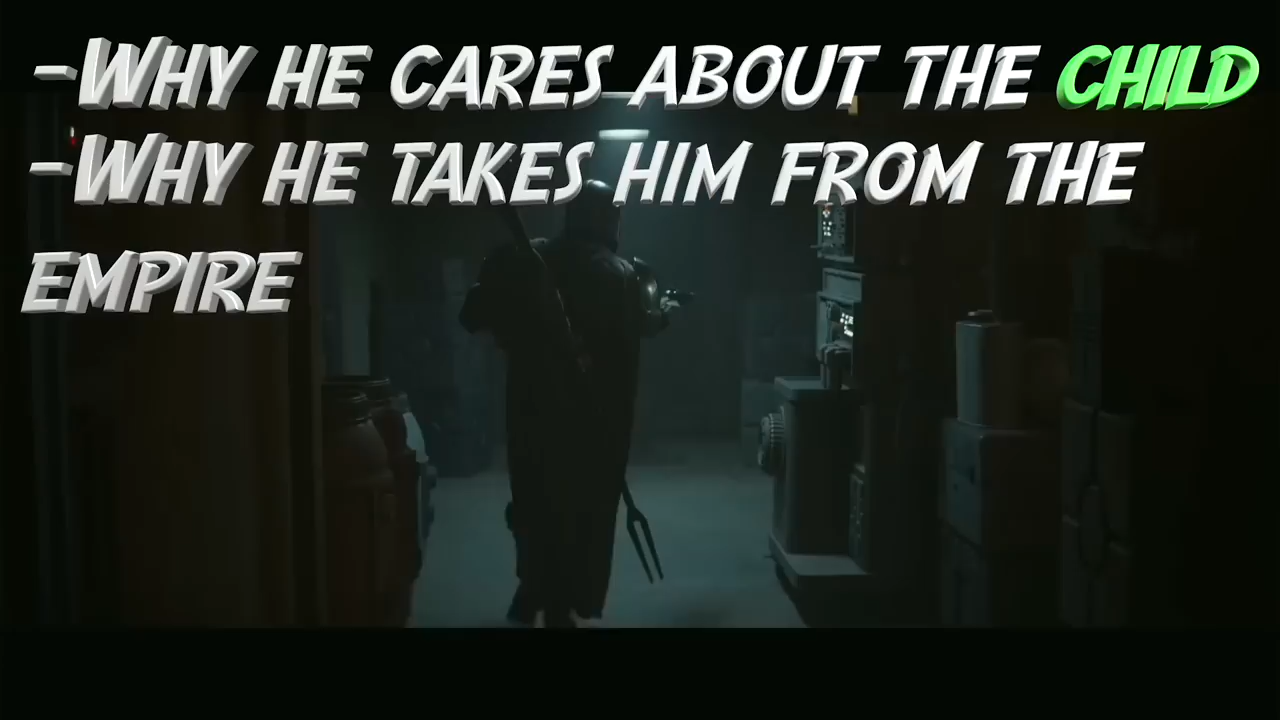 -Why he cares about the child
-Why he takes him from the
empire